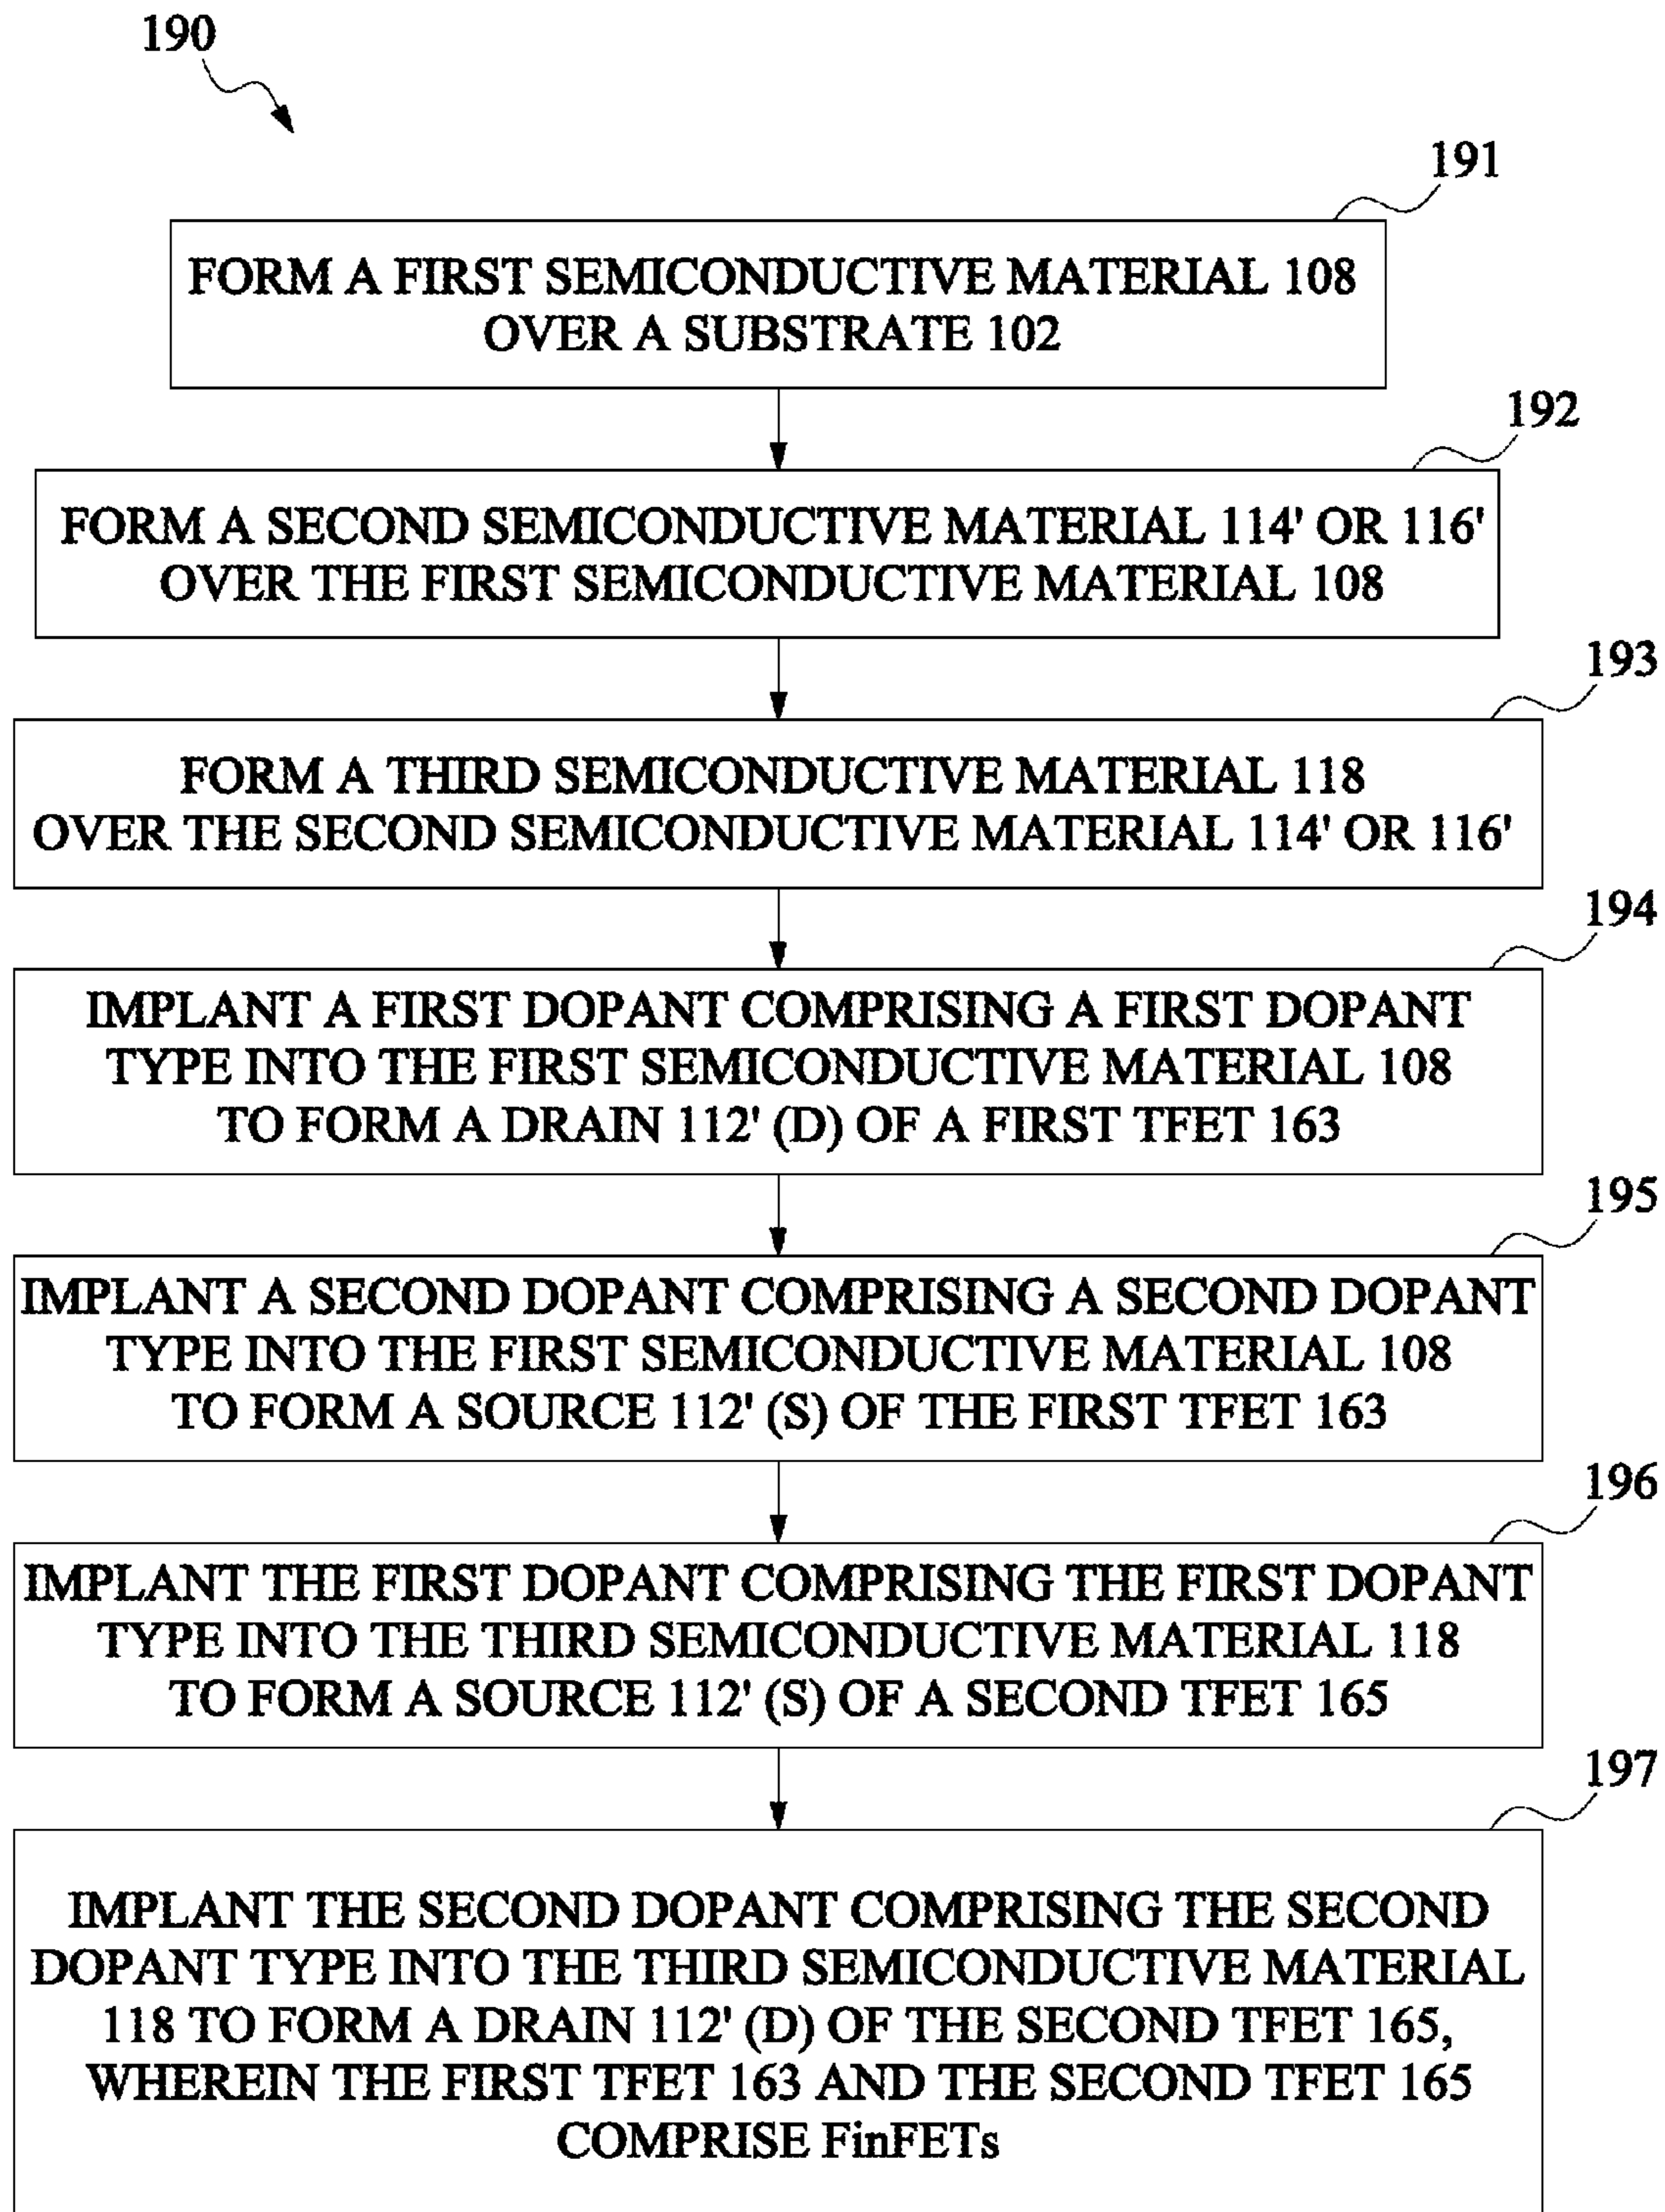 190
191
FORM A FIRST SEMICONDUCTIVE MATERIAL 108
OVER A SUBSTRATE 102
192
FORM A SECOND SEMICONDUCTIVE MATERIAL 114' OR 116'
OVER THE FIRST SEMICONDUCTIVE MATERIAL 108
193
FORM A THIRD SEMICONDUCTIVE MATERIAL 118
OVER THE SECOND SEMICONDUCTIVE MATERIAL 114' OR 116'
194
IMPLANT A FIRST DOPANT COMPRISING A FIRST DOPANT
TYPE INTO THE FIRST SEMICONDUCTIVE MATERIAL 108
TO FORM A DRAIN 112' (D) OF A FIRST TFET 163
195
IMPLANT A SECOND DOPANT COMPRISING A SECOND DOPANT
TYPE INTO THE FIRST SEMICONDUCTIVE MATERIAL 108
TO FORM A SOURCE 112' (S) OF THE FIRST TFET 163
196
IMPLANT THE FIRST DOPANT COMPRISING THE FIRST DOPANT
TYPE INTO THE THIRD SEMICONDUCTIVE MATERIAL 118
TO FORM A SOURCE 112' (S) OF A SECOND TFET 165
197
IMPLANT THE SECOND DOPANT COMPRISING THE SECOND
DOPANT TYPE INTO THE THIRD SEMICONDUCTIVE MATERIAL
118 TO FORM A DRAIN 112' (D) OF THE SECOND TFET 165,
WHEREIN THE FIRST TFET 163 AND THE SECOND TFET 165
COMPRISE FinFETs